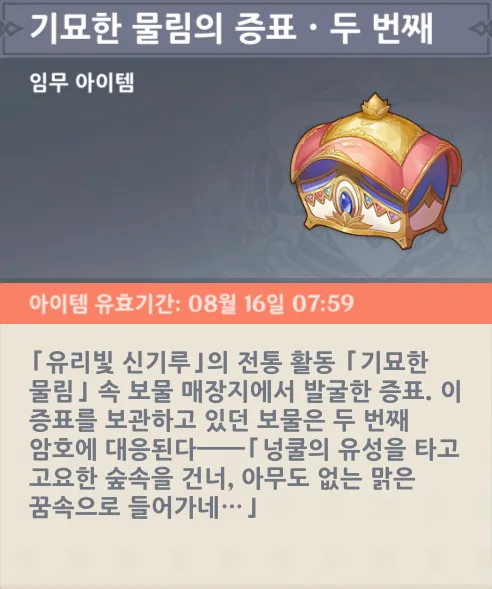 기묘한 물림의 증표 · 두 번째
임무 아이템
아이템 유효기간: 08월 16일 07:59
「유리빛 신기루」의 전통 활동 「기묘한
물림」 속 보물 매장지에서 발굴한 증표. 이
증표를 보관하고 있던 보물은 두 번째
암호에 대응된다——「넝쿨의 유성을 타고
고요한 숲속을 건너, 아무도 없는 맑은
꿈속으로 들어가네…」